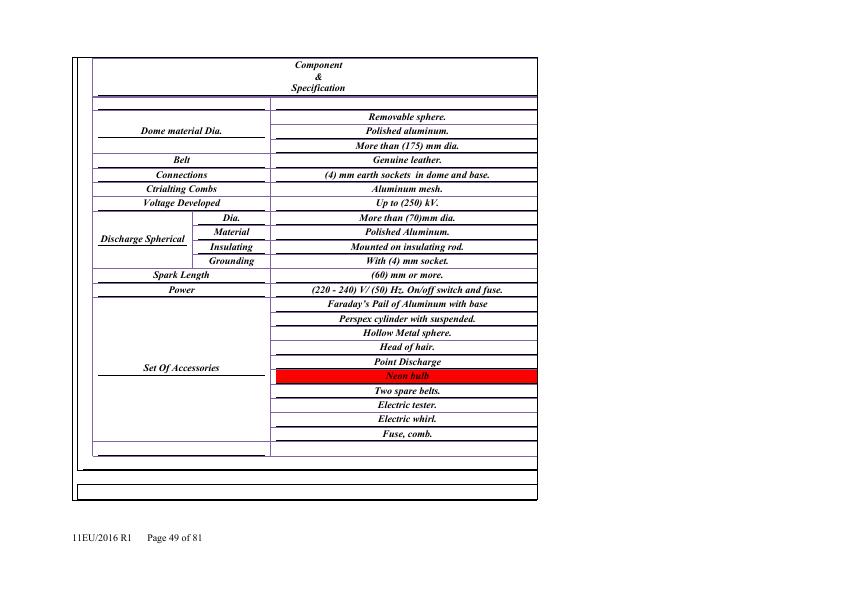 Component
&
Specification
Removable sphere.
Dome material Dia.
Polished aluminum.
More than (175) mm dia.
Belt
Genuine leather.
Connections
(4) mm earth sockets in dome and base.
Ctrialting Combs
Aluminum mesh.
Voltage Developed
Up to (250) kV.
Discharge Spherical
Dia.
More than (70)mm dia.
Material
Polished Aluminum.
Insulating
Mounted on insulating rod.
Grounding
With (4) mm socket.
Spark Length
(60) mm or more.
Power
(220 - 240) V/ (50) Hz. On/off switch and fuse.
Set Of Accessories
Faraday's Pail of Aluminum with base
Perspex cylinder with suspended.
Hollow Metal sphere.
Head of hair.
Point Discharge
Neon bulb
Two spare belts.
Electric tester.
Electric whirl.
Fuse, comb.
11EU/2016 R1 Page 49 of 81